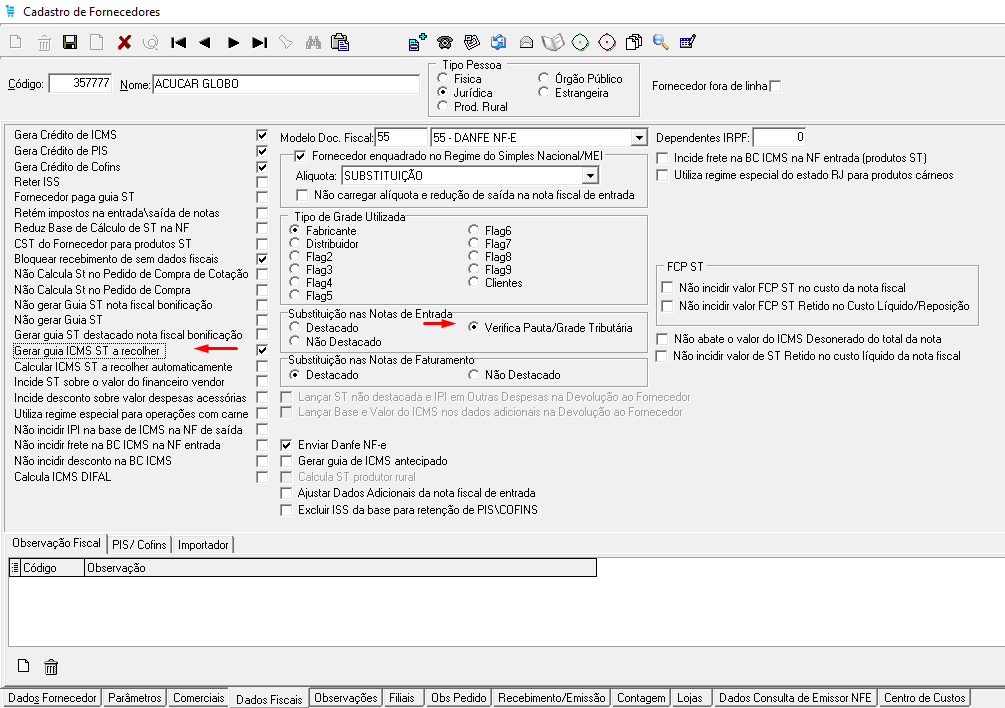 Cadastro de Fornecedores
Código: 357777 Nome: ACUCAR GLOBO
Tipo Pessoa
Física
Jurídica
Prod. Rural
Órgão Público
Estrangeira
Fornecedor fora de linha
Gera Crédito de ICMS
Gera Crédito de PIS
Gera Crédito de Cofins
Reter ISS
Fornecedor paga guia ST
Retém impostos na entrada\saída de notas
Reduz Base de Cálculo de ST na NF
CST do Fornecedor para produtos ST
Bloquear recebimento de sem dados fiscais
Não Calcula St no Pedido de Compra de Cotação
Não Calcula St no Pedido de Compra
Não gerar Guia ST nota fiscal bonificação
Não gerar Guia ST
Gerar guia ST destacado nota fiscal bonificação
Gerar guia ICMS ST a recolher
Calcular ICMS ST a recolher automaticamente
Incide ST sobre o valor do financeiro vendor
Incide desconto sobre valor despesas acessórias
Utiliza regime especial para operações com carne
Não incidir IPI na base de ICMS na NF de saída
Não incidir frete na BC ICMS na NF entrada
Não incidir desconto na BC ICMS
Calcula ICMS DIFAL
Modelo Doc. Fiscal: 55 55 - DANFE NF-E
Fornecedor enquadrado no Regime do Simples Nacional/MEI
Aliquota: SUBSTITUIÇÃO
Não carregar alíquota e redução de saída na nota fiscal de entrada
Tipo de Grade Utilizada
Fabricante
Distribuidor
Flag2
Flag3
Flag4
Flag5
Flag6
Flag7
Flag8
Flag9
Clientes
Substituição nas Notas de Entrada
Destacado
Não Destacado
Verifica Pauta/Grade Tributária
Substituição nas Notas de Faturamento
Destacado Não Destacado
Lançar ST não destacada e IPI em Outras Despesas na Devolução ao Fornecedor
Lançar Base e Valor do ICMS nos dados adicionais na Devolução ao Fornecedor
Enviar Danfe NF-e
Gerar guia de ICMS antecipado
Calcula ST produtor rural
Ajustar Dados Adicionais da nota fiscal de entrada
Excluir ISS da base para retenção de PIS\COFINS
Dependentes IRPF: 0
Incide frete na BC ICMS na NF entrada (produtos ST)
Utiliza regime especial do estado RJ para produtos cárneos
FCP ST
Não incidir valor FCP ST no custo da nota fiscal
Não incidir valor FCP ST Retido no Custo Líquido/Reposição
Não abate o valor do ICMS Desonerado do total da nota
Não incidir valor de ST Retido no custo líquido da nota fiscal
Observação Fiscal PIS/ Cofins Importador
Código Observação
Dados Fornecedor Parâmetros Comerciais Dados Fiscais Observações Filiais Obs Pedido Recebimento/Emissão Contagem Lojas Dados Consulta de Emissor NFE Centro de Custos